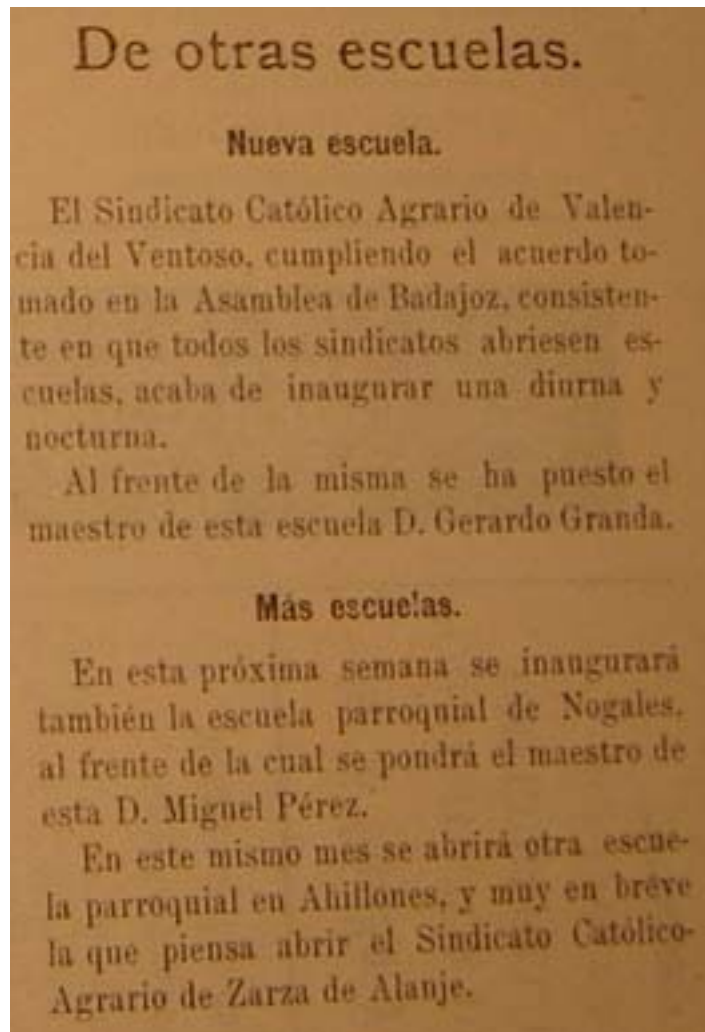 De otras escuelas.
Nueva escuela.
El Sindicato Católico Agrario de Valen-
cia del Ventoso, cumpliendo el acuerdo to-
mado en la Asamblea de Badajoz, consisten-
te en que todos los sindicatos abriesen es-
cuelas, acaba de inaugurar una diurna y
nocturna.
Al frente de la misma se ha puesto el
maestro de esta escuela D. Gerardo Granda.
Más escuelas.
En esta próxima semana se inaugurará
también la escuela parroquial de Nogales,
al frente de la cual se pondrá el maestro de
esta D. Miguel Pérez.
En este mismo mes se abrirá otra escue-
la parroquial en Ahillones, y muy en breve
la que piensa abrir el Sindicato Católico-
Agrario de Zarza de Alanje.